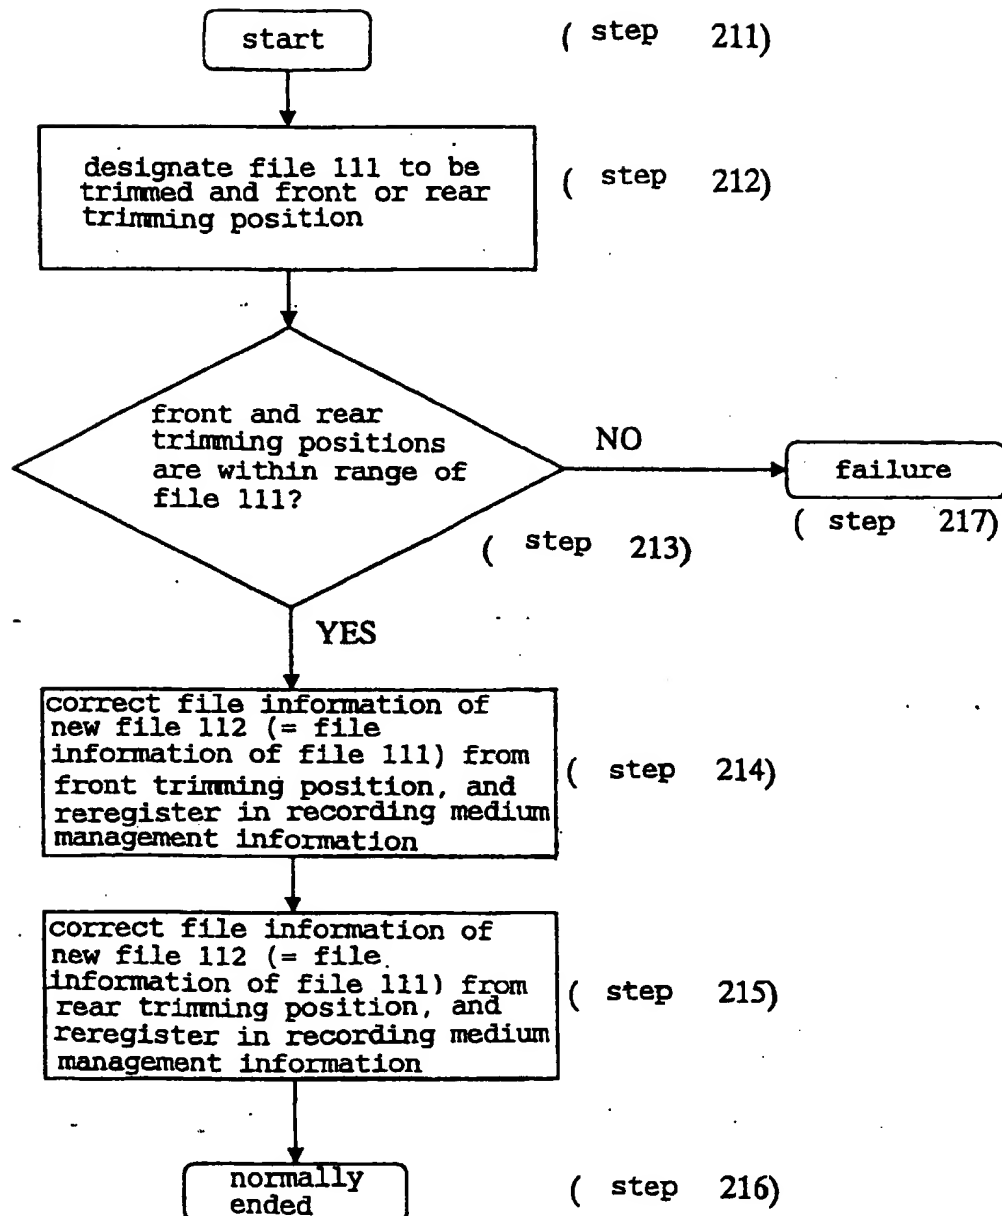 start
( step 211)
designate file 111 to be
trimmed and front or rear
trimming position
( step 212)
front and rear
trimming positions
are within range of
file 111?
NO
failure
( step 217)
( step 213)
YES
correct file information of
new file 112 (= file
information of file 111) from
front trimming position, and
reregister in recording medium
management information
( step 214)
correct file information of
new file 112 (= file
information of file 111) from
rear trimming position, and
reregister in recording medium
management information
( step 215)
normally
ended
( step 216)